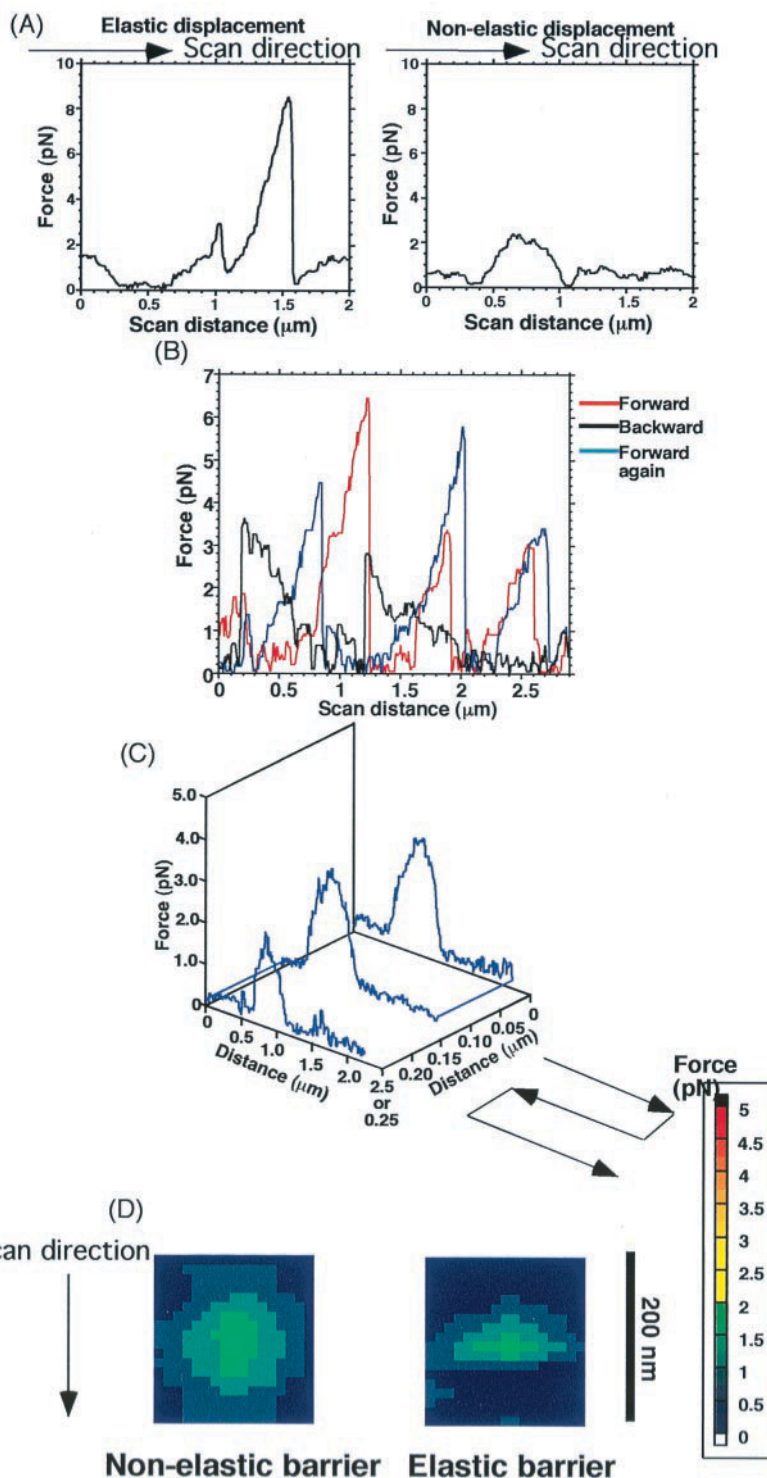 (A)
Elastic displacement
Scan direction
Non-elastic displacement
Scan direction
10
8
6
4
2
0
Force (pN)
0 0.5 1 1.5 2
Scan distance (μm)
10
8
6
4
2
0
Force (pN)
0 0.5 1 1.5 2
Scan distance (μm)
(B)
7
6
5
4
3
2
1
0
Force (pN)
0 0.5 1 1.5 2 2.5
Scan distance (μm)
Forward
Backward
Forward
again
(C)
5.0
4.0
3.0
2.0
1.0
0
Force (pN)
0 0.5 1.0 1.5 2.0 2.5
or
0.25
Distance (μm)
0.20 0.15 0.10 0.05 0
Distance (μm)
Force
(pN)
5
4.5
4
3.5
3
2.5
2
1.5
1
0.5
0
(D)
can direction
200 nm
Non-elastic barrier
Elastic barrier